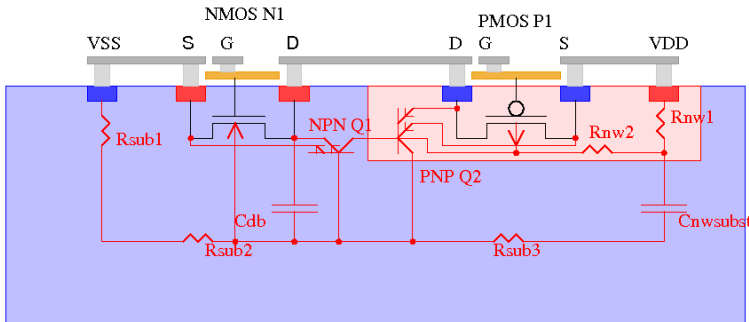 NMOS N1
PMOS P1
VSS S G D D G S VDD
Rsub1
NPN Q1
Rnw2
Rnw1
PNP Q2
Cdb
Cnwsubst
Rsub2
Rsub3